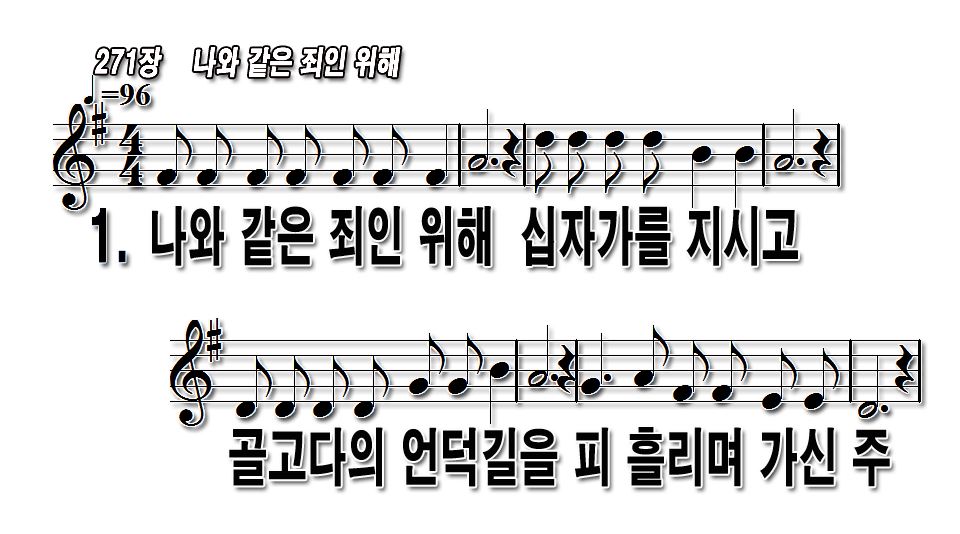 271장 나와 같은 죄인 위해
♩=96
4
4
1. 나와 같은 죄인 위해 십자가를 지시고
골고다의 언덕길을 피 흘리며 가신 주